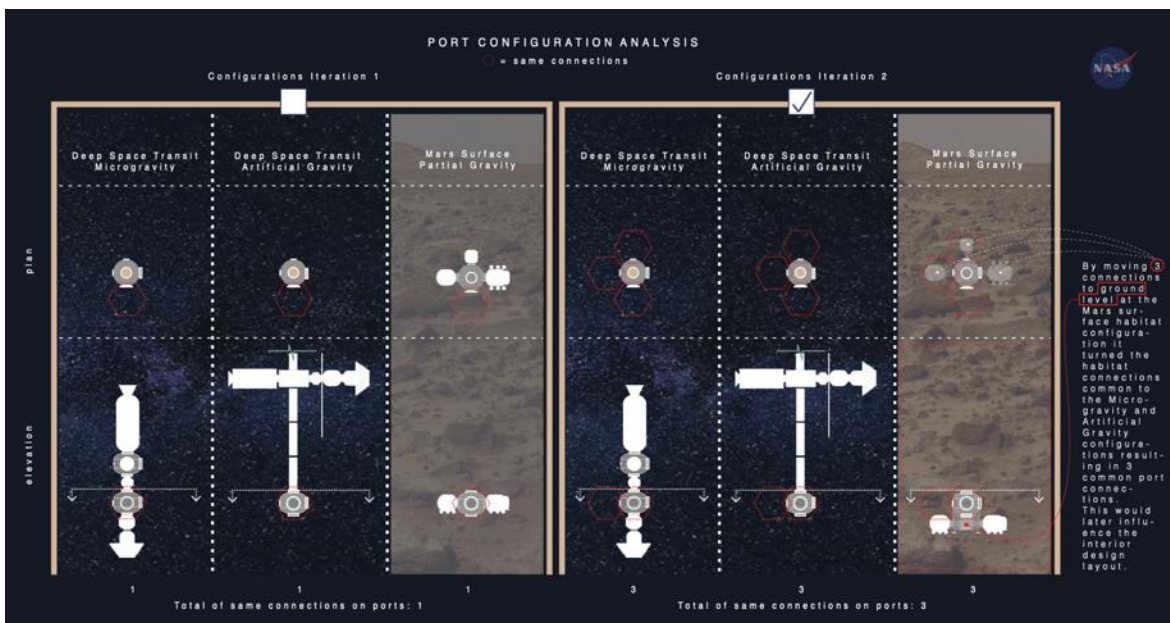 PORT CONFIGURATION ANALYSIS
= same connections
NASA
Configurations Iteration 1
Configurations Iteration 2
Deep Space Transit
Microgravity
Deep Space Transit
Artificial Gravity
Mars Surface
Partial Gravity
Deep Space Transit
Microgravity
Deep Space Transit
Artificial Gravity
Mars Surface
Partial Gravity
plan
elevation
By moving 3
connections
to ground
level at the
Mars sur-
face habitat
configura-
tion it
turned the
habitat
connections
common to
the Micro-
gravity and
Artificial
Gravity
configura-
tions result-
ing in 3
common port
connec-
tions.
This would
later influ-
ence the
interior
design
layout.
1
1
1
3
3
3
Total of same connections on ports: 1
Total of same connections on ports: 3